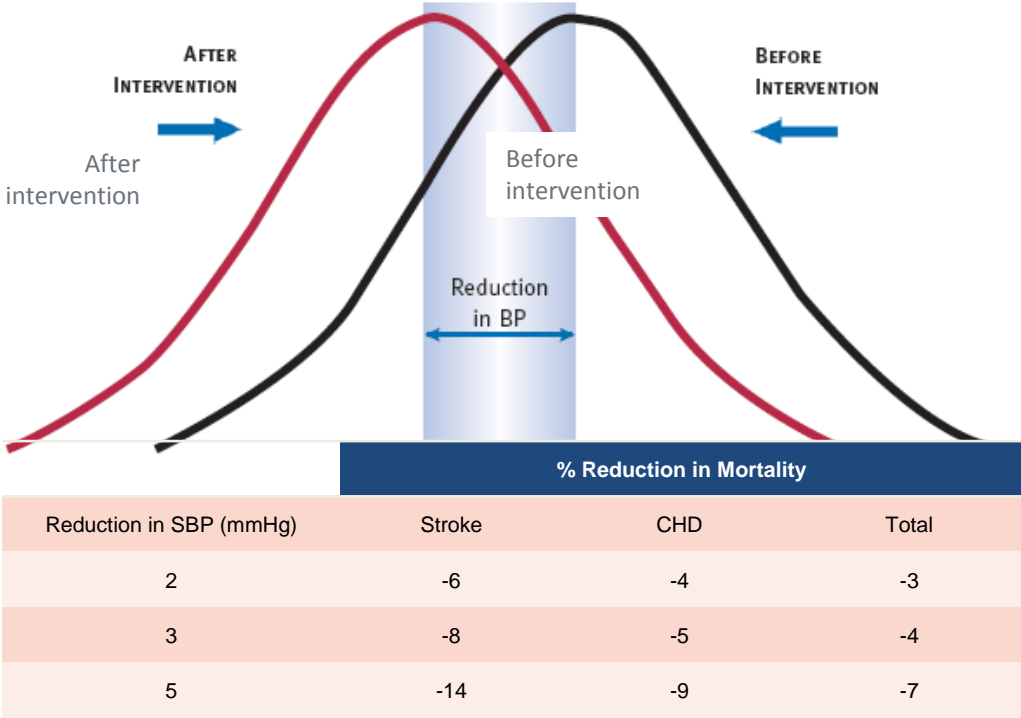 AFTER
INTERVENTION
BEFORE
INTERVENTION
After
intervention
Before
intervention
Reduction
in BP
% Reduction in Mortality
Reduction in SBP (mmHg) Stroke CHD Total
2 -6 -4 -3
3 -8 -5 -4
5 -14 -9 -7